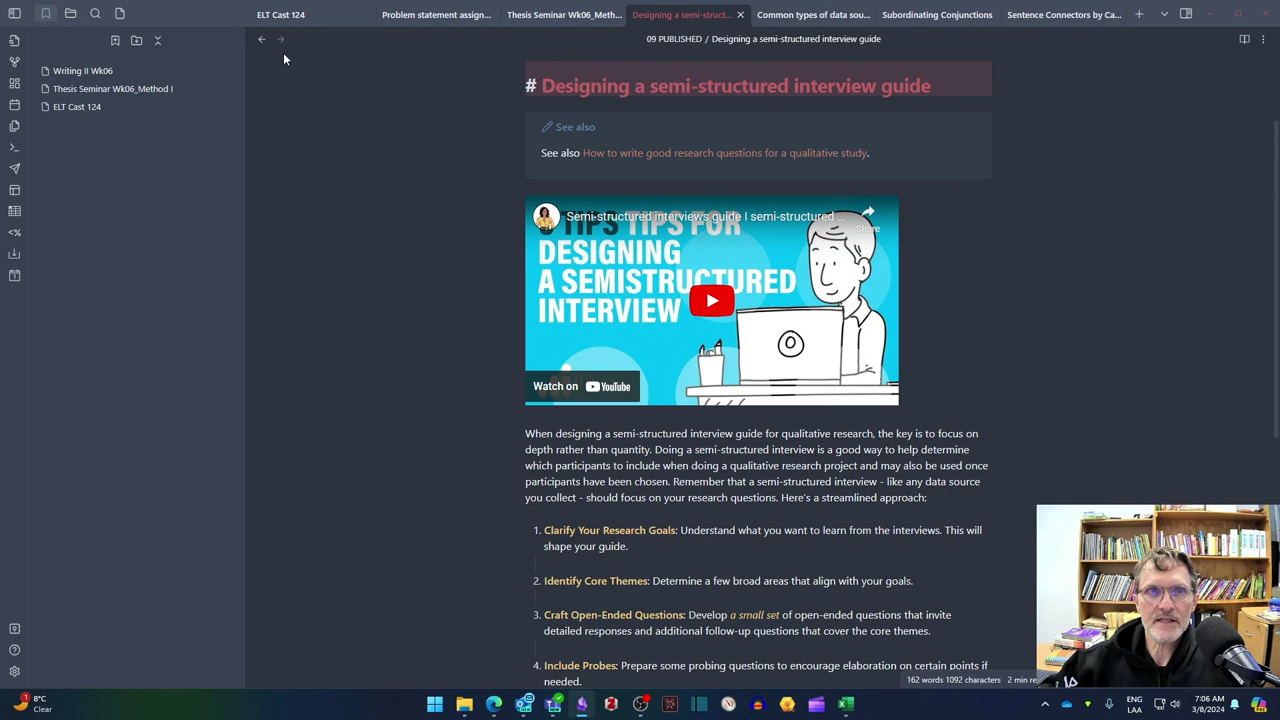 ELT Cast 124
Problem statement assign...
Thesis Seminar Wk06_Meth...
Designing a semi-struct...
Common types of data sou...
Subordinating Conjunctions
Sentence Connectors by Ca...
09 PUBLISHED / Designing a semi-structured interview guide
Writing II Wk06
Thesis Seminar Wk06_Method I
ELT Cast 124
# Designing a semi-structured interview guide
See also
See also How to write good research questions for a qualitative study.
Semi-structured interviews guide I semi-structured ...
Share
TIPS TIPS FOR
DESIGNING
A SEMISTRUCTURED
INTERVIEW
Watch on YouTube
When designing a semi-structured interview guide for qualitative research, the key is to focus on
depth rather than quantity. Doing a semi-structured interview is a good way to help determine
which participants to include when doing a qualitative research project and may also be used once
participants have been chosen. Remember that a semi-structured interview - like any data source
you collect - should focus on your research questions. Here's a streamlined approach:
1. Clarify Your Research Goals: Understand what you want to learn from the interviews. This will
shape your guide.
2. Identify Core Themes: Determine a few broad areas that align with your goals.
3. Craft Open-Ended Questions: Develop a small set of open-ended questions that invite
detailed responses and additional follow-up questions that cover the core themes.
4. Include Probes: Prepare some probing questions to encourage elaboration on certain points if
needed.
162 words 1092 characters 2 min re
1
8°C
Clear
ENG
LAA
7:06 AM
3/8/2024